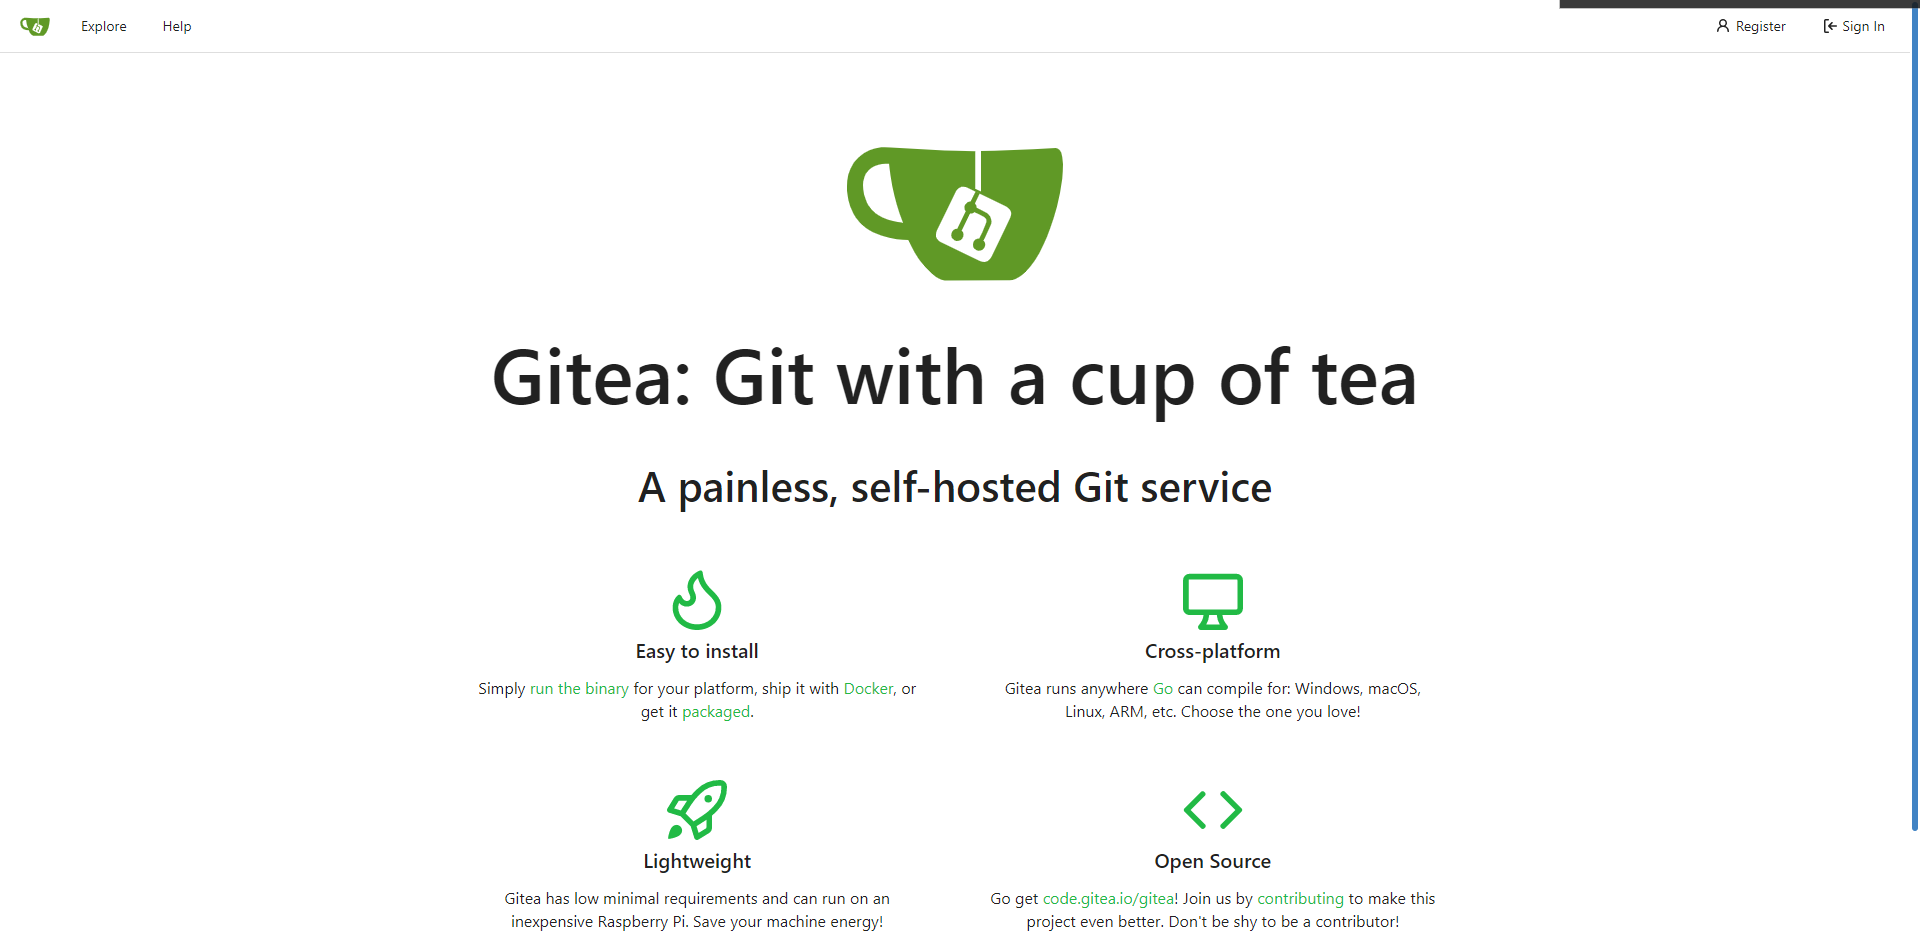 Explore Help Register Sign In
Gitea: Git with a cup of tea
A painless, self-hosted Git service
Easy to install
Simply run the binary for your platform, ship it with Docker, or
get it packaged.
Cross-platform
Gitea runs anywhere Go can compile for: Windows, macOS,
Linux, ARM, etc. Choose the one you love!
Lightweight
Gitea has low minimal requirements and can run on an
inexpensive Raspberry Pi. Save your machine energy!
Open Source
Go get code.gitea.io/gitea! Join us by contributing to make this
project even better. Don't be shy to be a contributor!